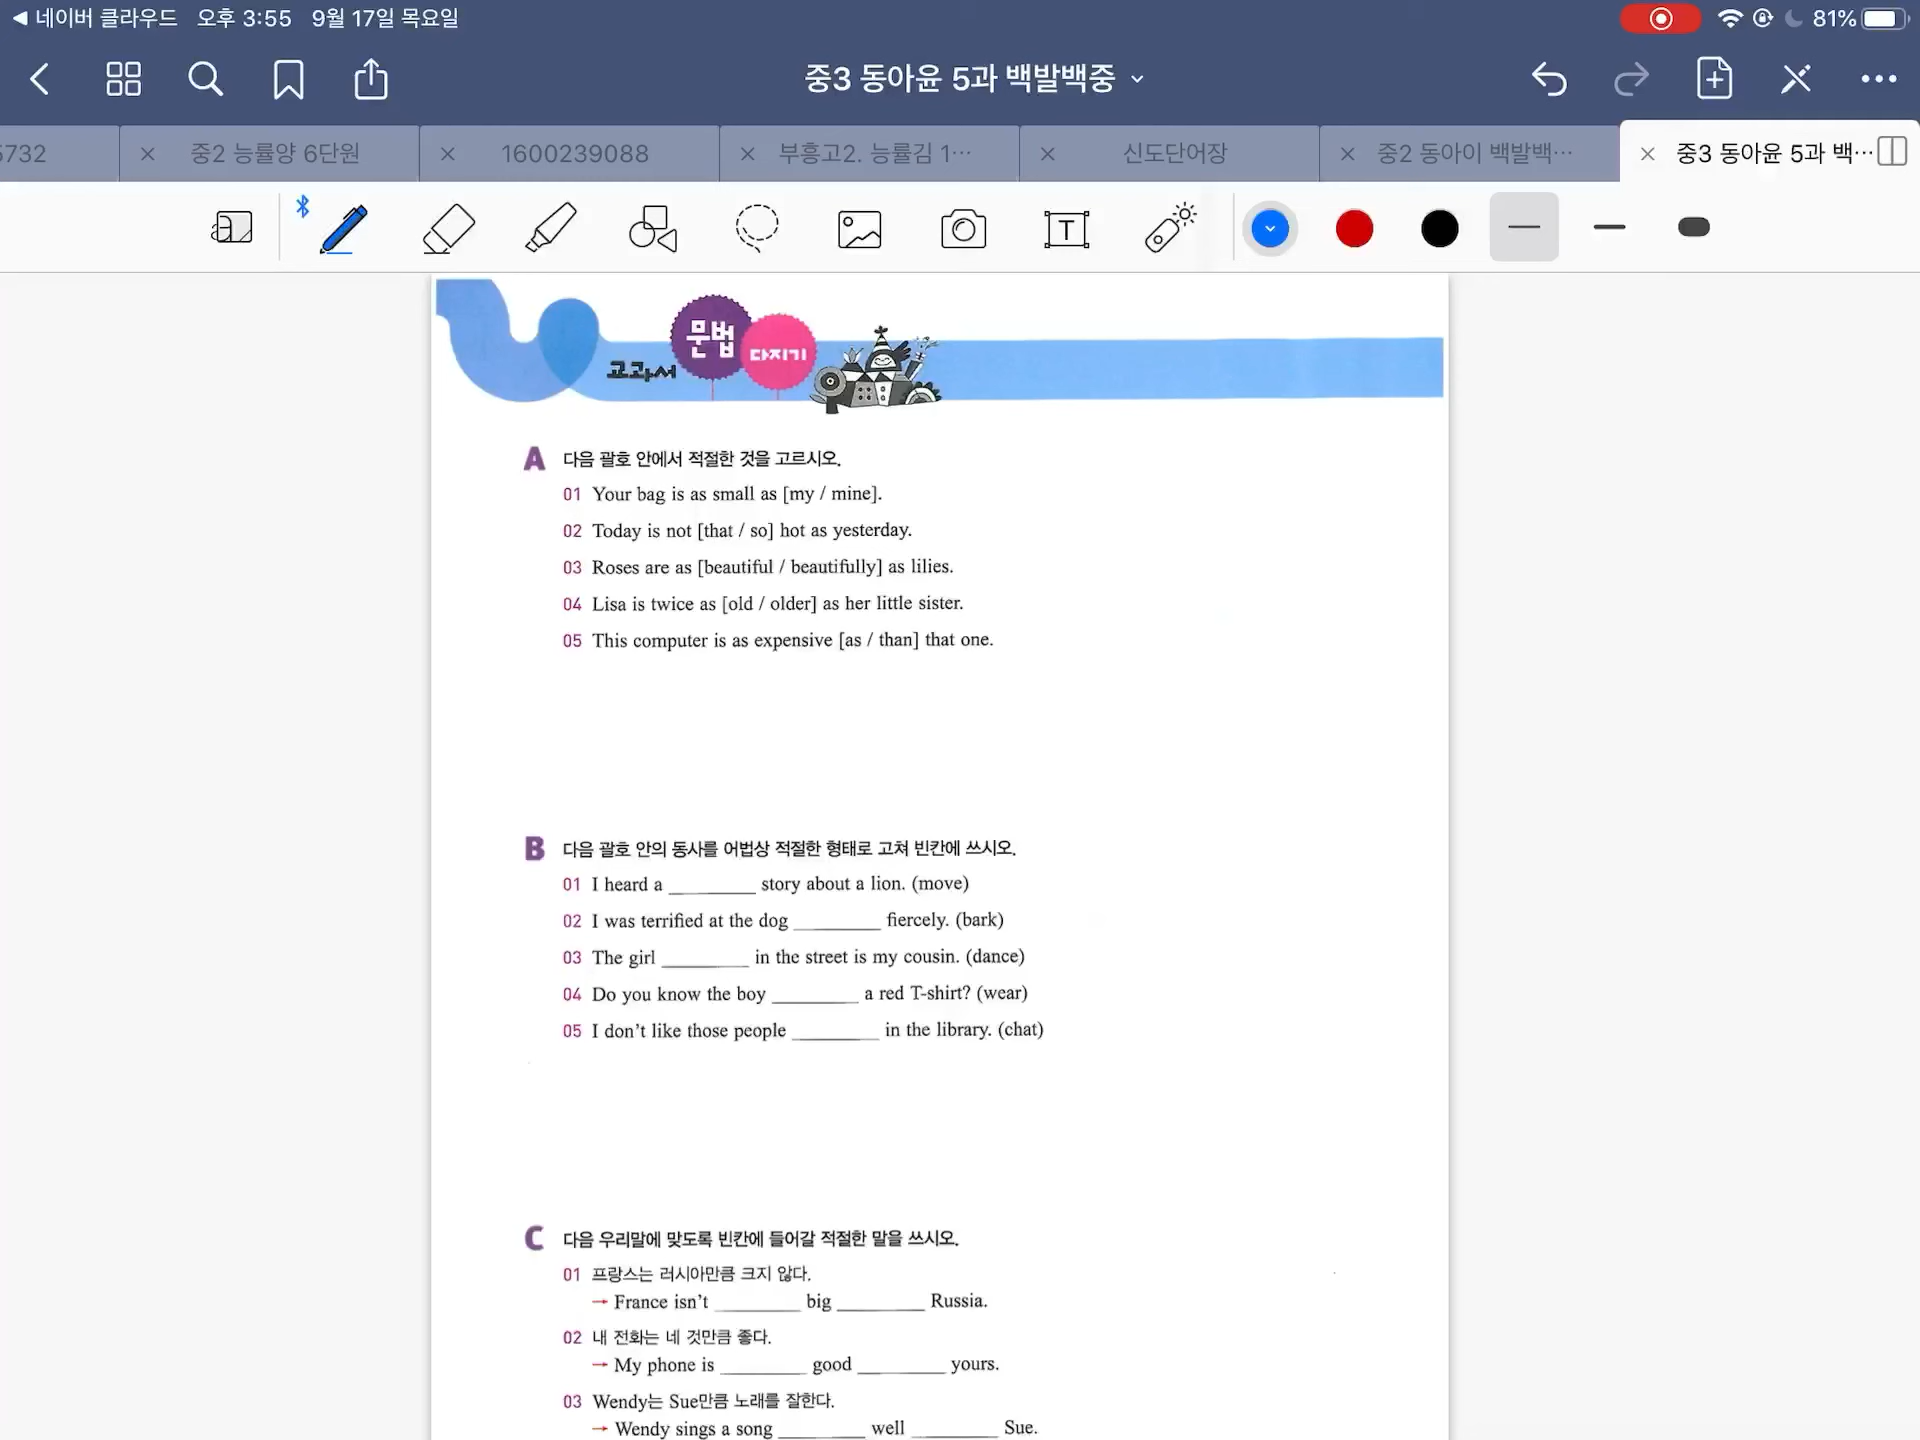 ◀ 네이버 클라우드 오후 3:55 9월 17일 목요일 81%
중3 동아윤 5과 백발백중
5732 × 중2 능률양 6단원 × 1600239088 × 부흥고2. 능률김 1… × 신도단어장 × 중2 동아이 백발백… × 중3 동아윤 5과 백…
T
교과서 문법 다지기
A 다음 괄호 안에서 적절한 것을 고르시오.
01 Your bag is as small as [my / mine].
02 Today is not [that / so] hot as yesterday.
03 Roses are as [beautiful / beautifully] as lilies.
04 Lisa is twice as [old / older] as her little sister.
05 This computer is as expensive [as / than] that one.
B 다음 괄호 안의 동사를 어법상 적절한 형태로 고쳐 빈칸에 쓰시오.
01 I heard a ________ story about a lion. (move)
02 I was terrified at the dog ________ fiercely. (bark)
03 The girl ________ in the street is my cousin. (dance)
04 Do you know the boy ________ a red T-shirt? (wear)
05 I don't like those people ________ in the library. (chat)
C 다음 우리말에 맞도록 빈칸에 들어갈 적절한 말을 쓰시오.
01 프랑스는 러시아만큼 크지 않다.
→ France isn't ________ big ________ Russia.
02 내 전화는 네 것만큼 좋다.
→ My phone is ________ good ________ yours.
03 Wendy는 Sue만큼 노래를 잘한다.
→ Wendy sings a song ________ well ________ Sue.